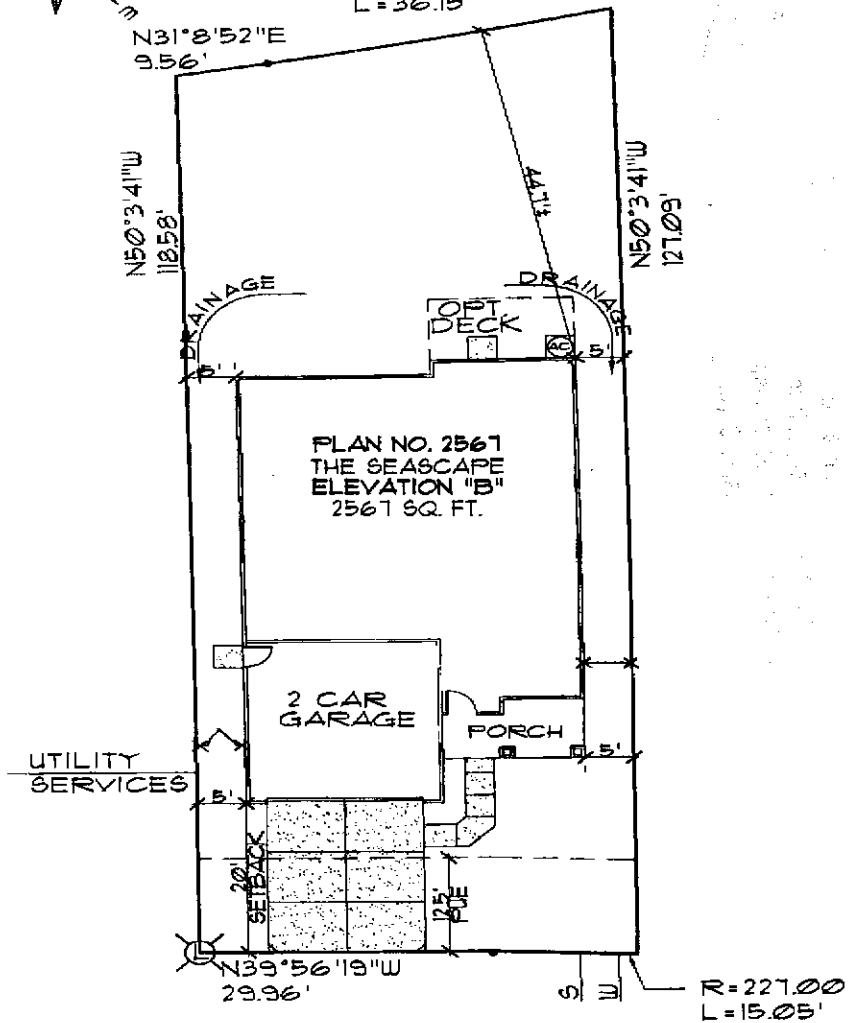 L = 36.15
N31°8'52"E
9.56'
N50°3'41"W
118.58'
N50°3'41"W
127.09'
44.7'±
DRAINAGE
DRAINAGE
OPT
DECK
AC
5'
5'
PLAN NO. 2567
THE SEASCAPE
ELEVATION "B"
2567 SQ. FT.
2 CAR
GARAGE
PORCH
UTILITY
SERVICES
5'
5'
20'
SETBACK
12.5'
PUE
N39°56'19"W
29.96'
S
W
R=227.00
L=15.05'